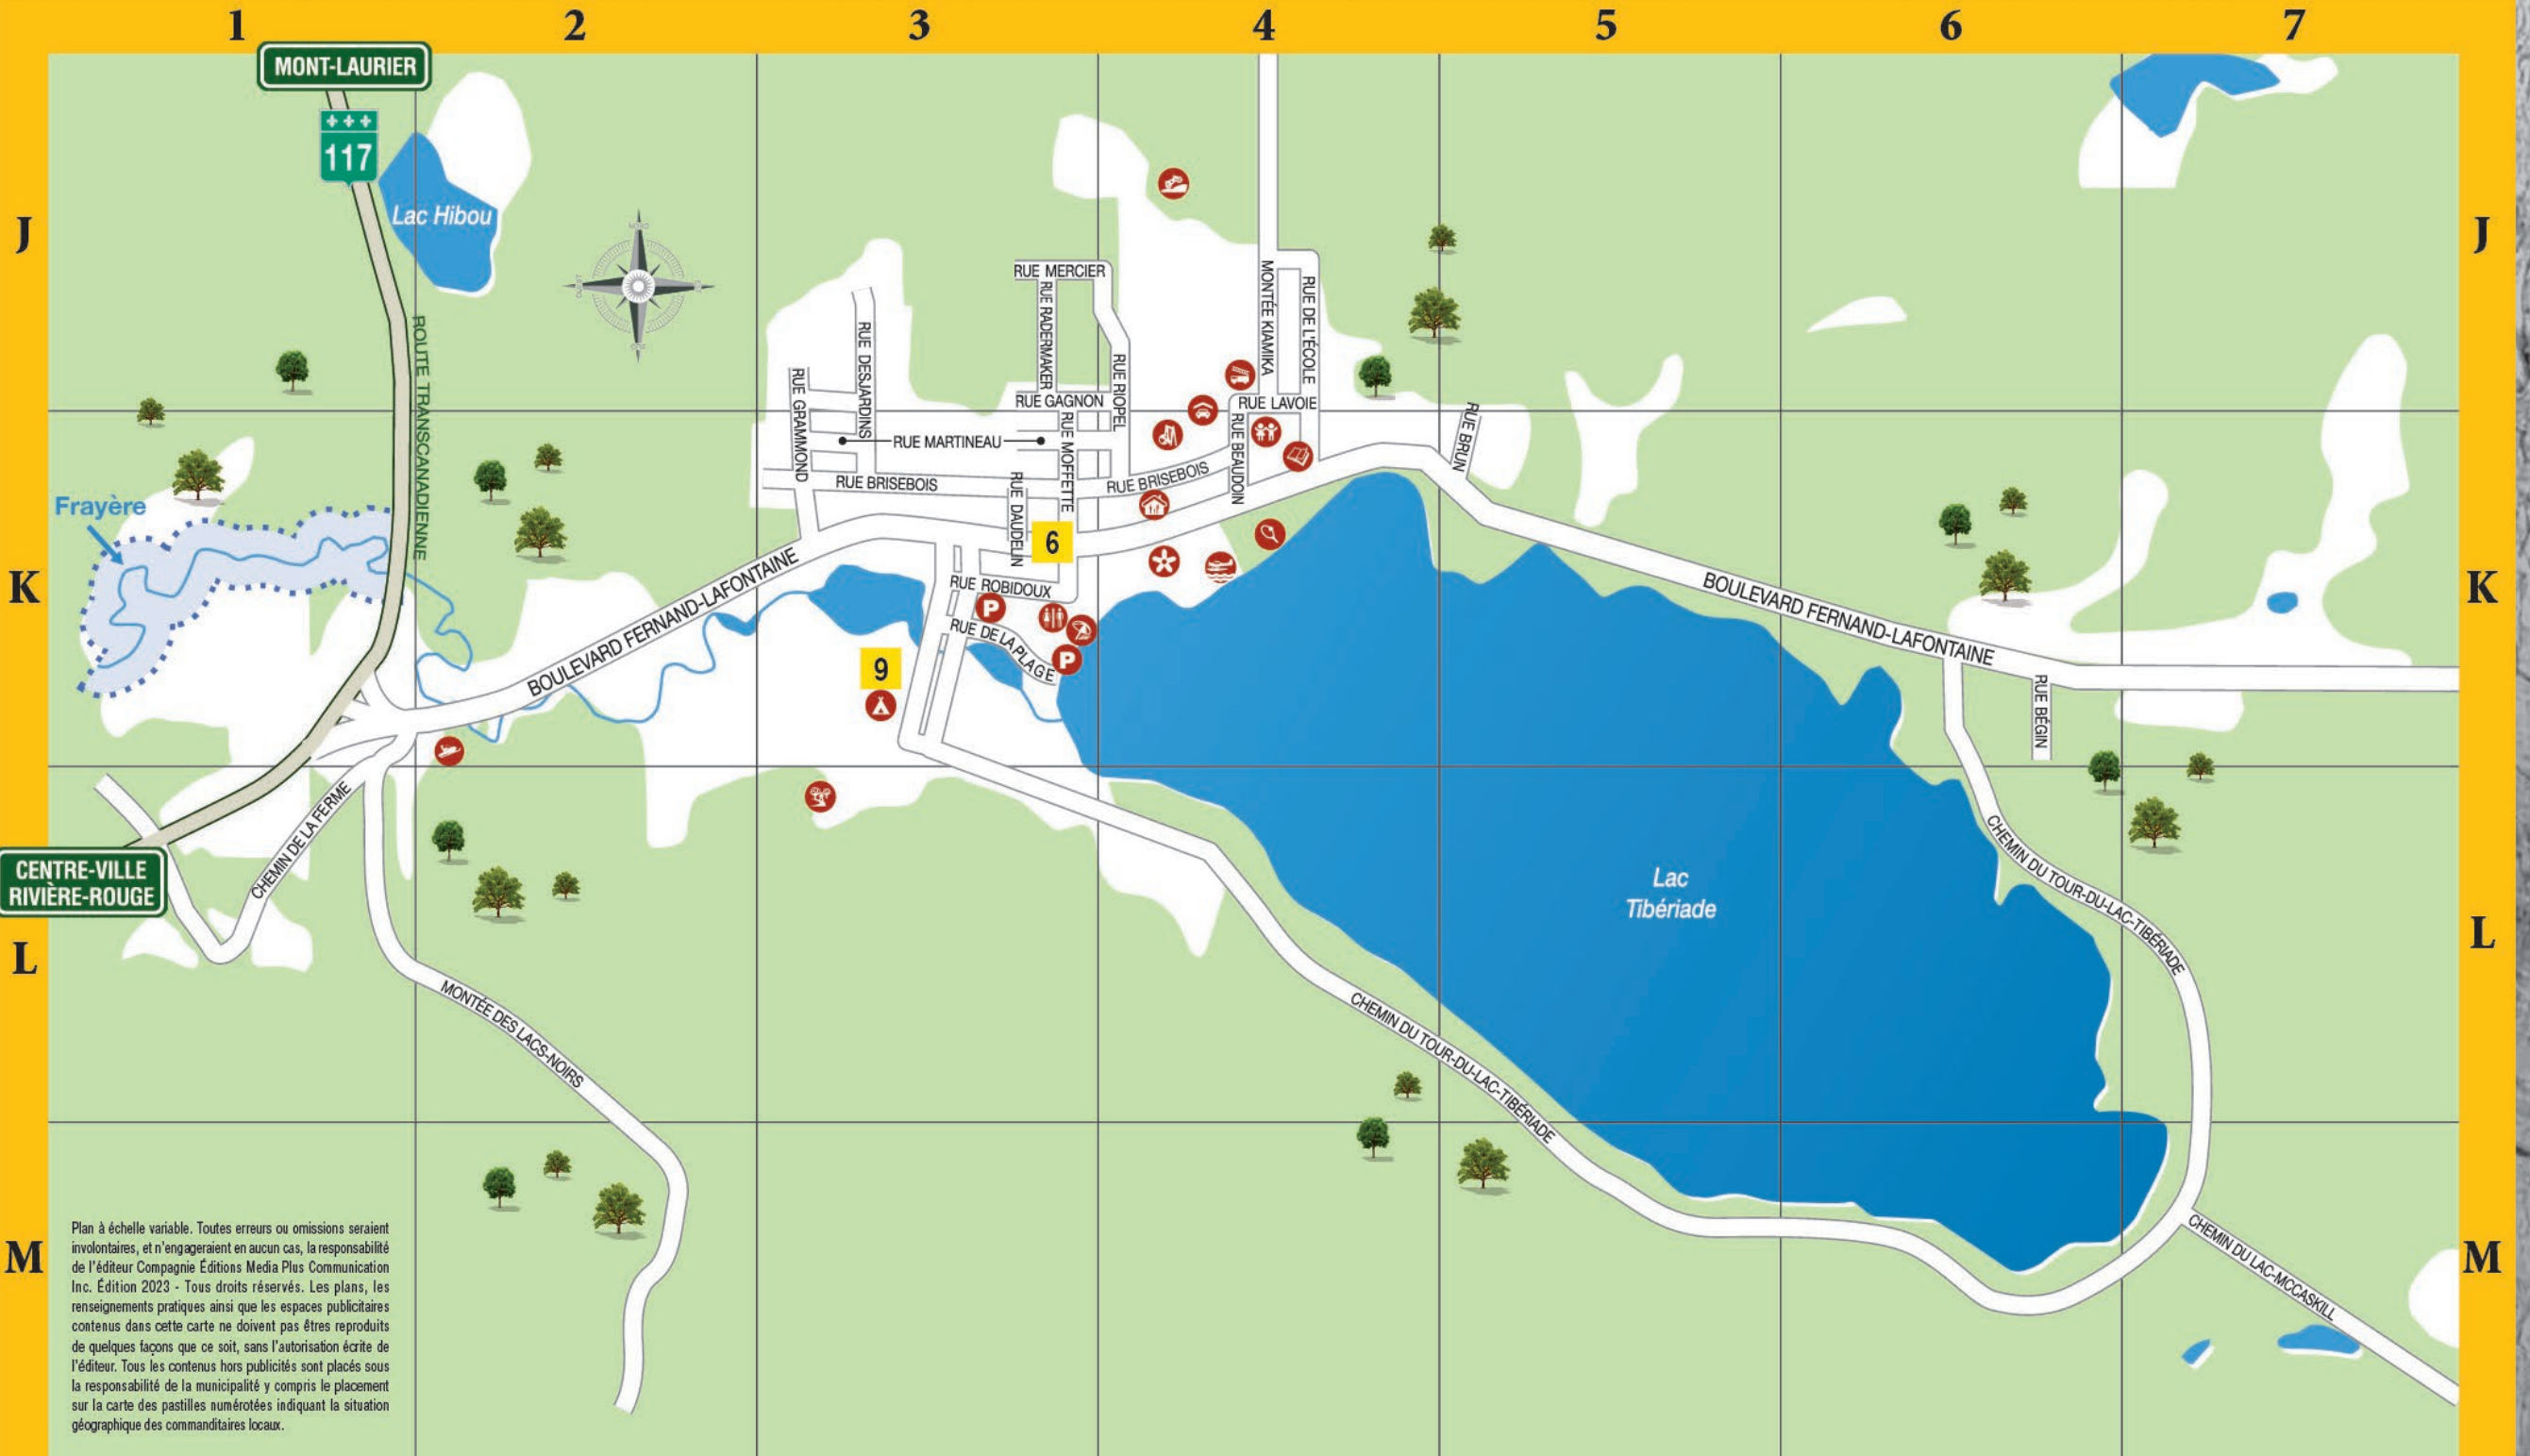 1 2 3 4 5 6 7
MONT-LAURIER
117
Lac Hibou
J J
RUE MERCIER
MONTÉE KIAMIKA
RUE DE L'ÉCOLE
RUE RADERMAKER
ROUTE TRANSCANADIENNE
RUE DESJARDINS
RUE RIOPEL
RUE GRAMMOND
RUE GAGNON
RUE LAVOIE
RUE BRUN
RUE MOFFETTE
RUE BEAUDOIN
RUE MARTINEAU
RUE BRISEBOIS
RUE BRISEBOIS
RUE DAUDELIN
Frayère
6
K K
BOULEVARD FERNAND-LAFONTAINE
RUE ROBIDOUX
P
RUE DE LA PLAGE
P
9
BOULEVARD FERNAND-LAFONTAINE
RUE BÉGIN
CHEMIN DE LA FERME
CENTRE-VILLE
RIVIÈRE-ROUGE
CHEMIN DU TOUR-DU-LAC-TIBÉRIADE
Lac
Tibériade
L L
MONTÉE DES LACS-NOIRS
CHEMIN DU TOUR-DU-LAC-TIBÉRIADE
M M
CHEMIN DU LAC-MCCASKILL
Plan à échelle variable. Toutes erreurs ou omissions seraient
involontaires, et n'engageraient en aucun cas, la responsabilité
de l'éditeur Compagnie Éditions Media Plus Communication
Inc. Édition 2023 - Tous droits réservés. Les plans, les
renseignements pratiques ainsi que les espaces publicitaires
contenus dans cette carte ne doivent pas êtres reproduits
de quelques façons que ce soit, sans l'autorisation écrite de
l'éditeur. Tous les contenus hors publicités sont placés sous
la responsabilité de la municipalité y compris le placement
sur la carte des pastilles numérotées indiquant la situation
géographique des commanditaires locaux.